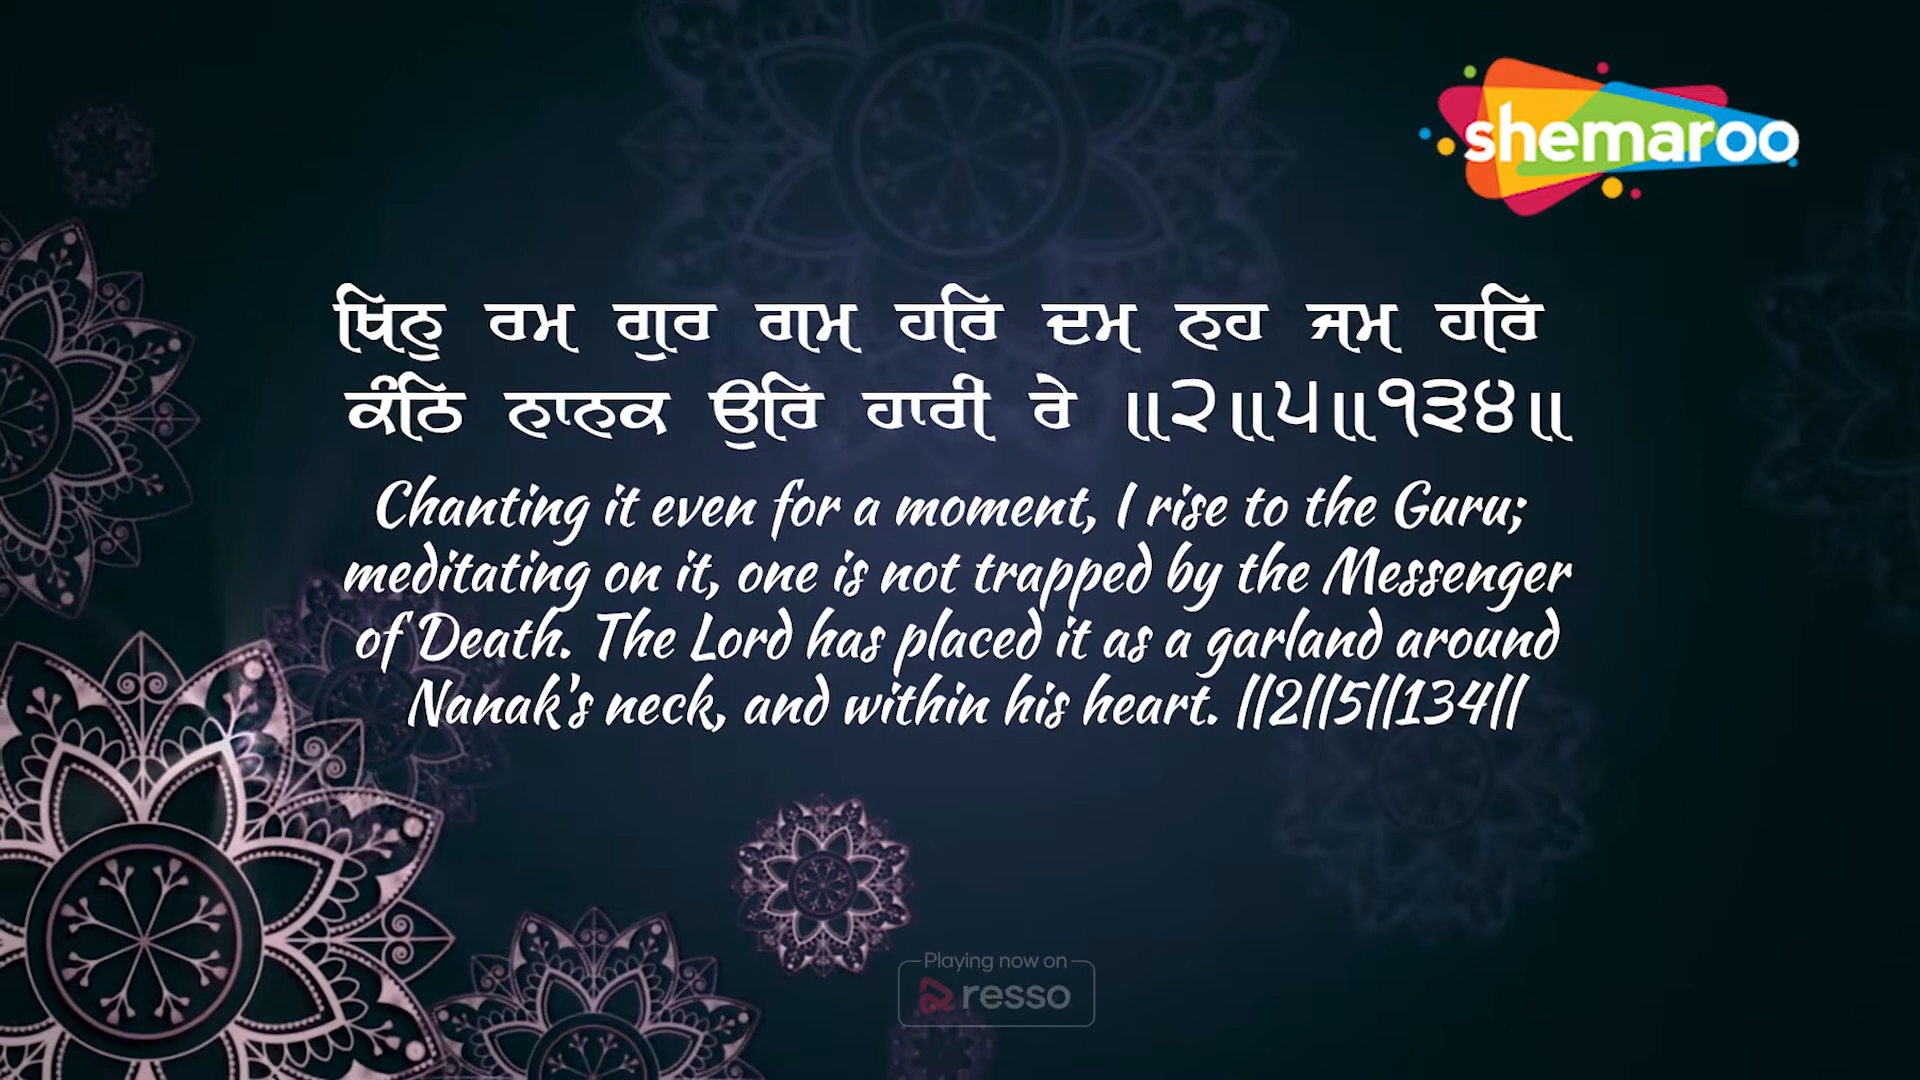 shemaroo
ਖਿਨੁ ਰਮ ਗੁਰ ਗਮ ਹਰਿ ਦਮ ਨਹ ਜਮ ਹਰਿ
ਕੰਠਿ ਨਾਨਕ ਉਰਿ ਹਾਰੀ ਰੇ ॥੨॥੫॥੧੩੪॥
Chanting it even for a moment, I rise to the Guru;
meditating on it, one is not trapped by the Messenger
of Death. The Lord has placed it as a garland around
Nanak's neck, and within his heart. ||2||5||134||
Playing now on
resso